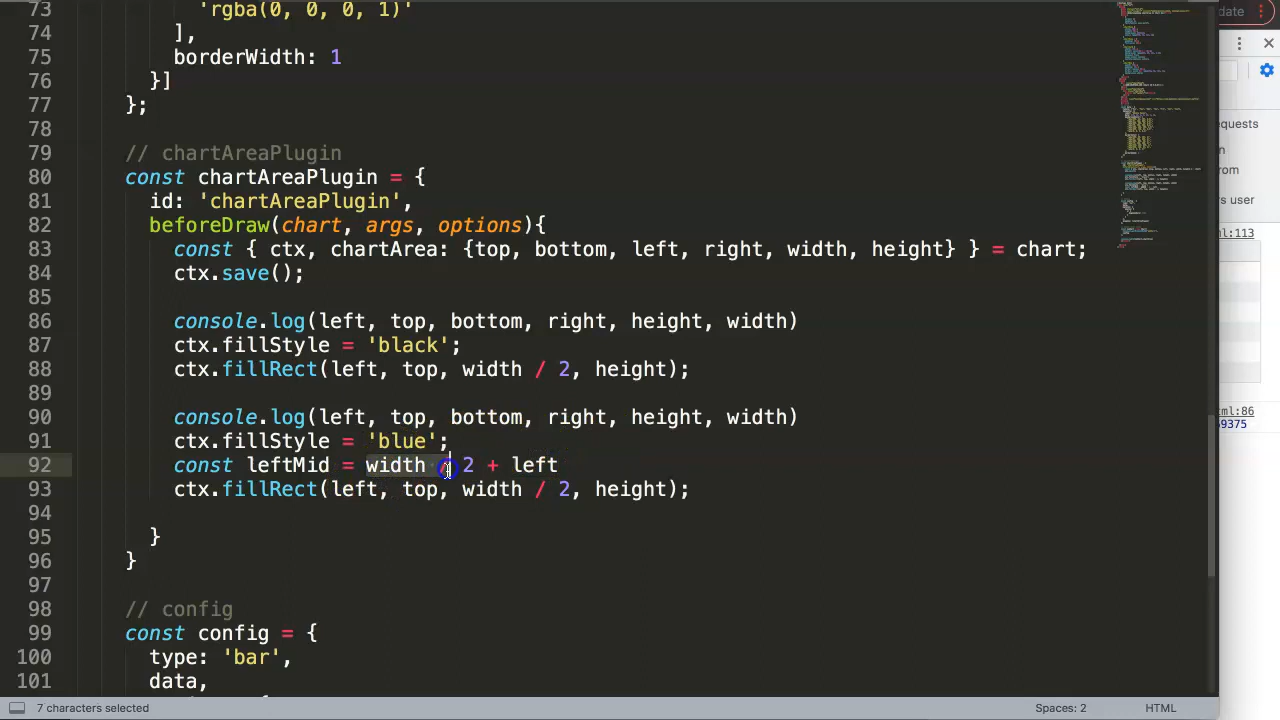 73 'rgba(0, 0, 0, 1)'
74 ],
75 borderWidth: 1
76 }]
77 };
78
79 // chartAreaPlugin
80 const chartAreaPlugin = {
81 id: 'chartAreaPlugin',
82 beforeDraw(chart, args, options){
83 const { ctx, chartArea: {top, bottom, left, right, width, height} } = chart;
84 ctx.save();
85
86 console.log(left, top, bottom, right, height, width)
87 ctx.fillStyle = 'black';
88 ctx.fillRect(left, top, width / 2, height);
89
90 console.log(left, top, bottom, right, height, width)
91 ctx.fillStyle = 'blue';
92 const leftMid = width / 2 + left
93 ctx.fillRect(left, top, width / 2, height);
94
95 }
96 }
97
98 // config
99 const config = {
100 type: 'bar',
101 data,
7 characters selected
Spaces: 2
HTML
date
equests
n
rom
rs user
ml:113
ml:86
59375